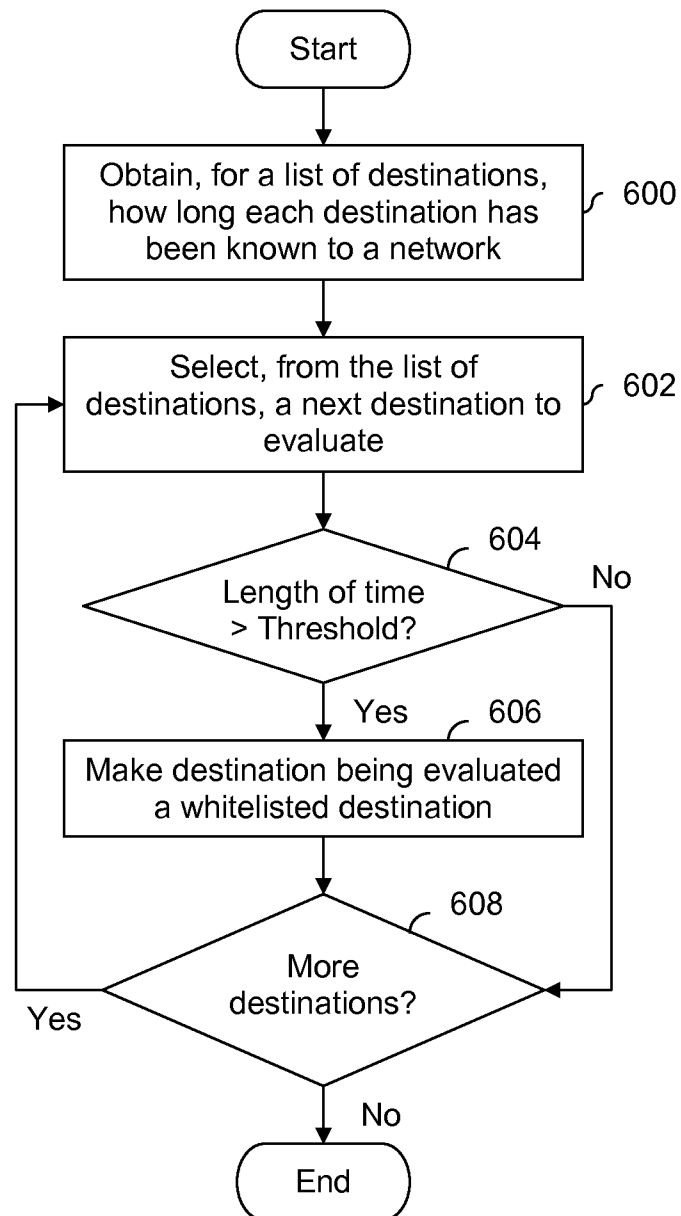 Start
Obtain, for a list of destinations,
how long each destination has
been known to a network
600
Select, from the list of
destinations, a next destination to
evaluate
602
604
Length of time
> Threshold?
No
Yes
606
Make destination being evaluated
a whitelisted destination
608
More
destinations?
Yes
No
End